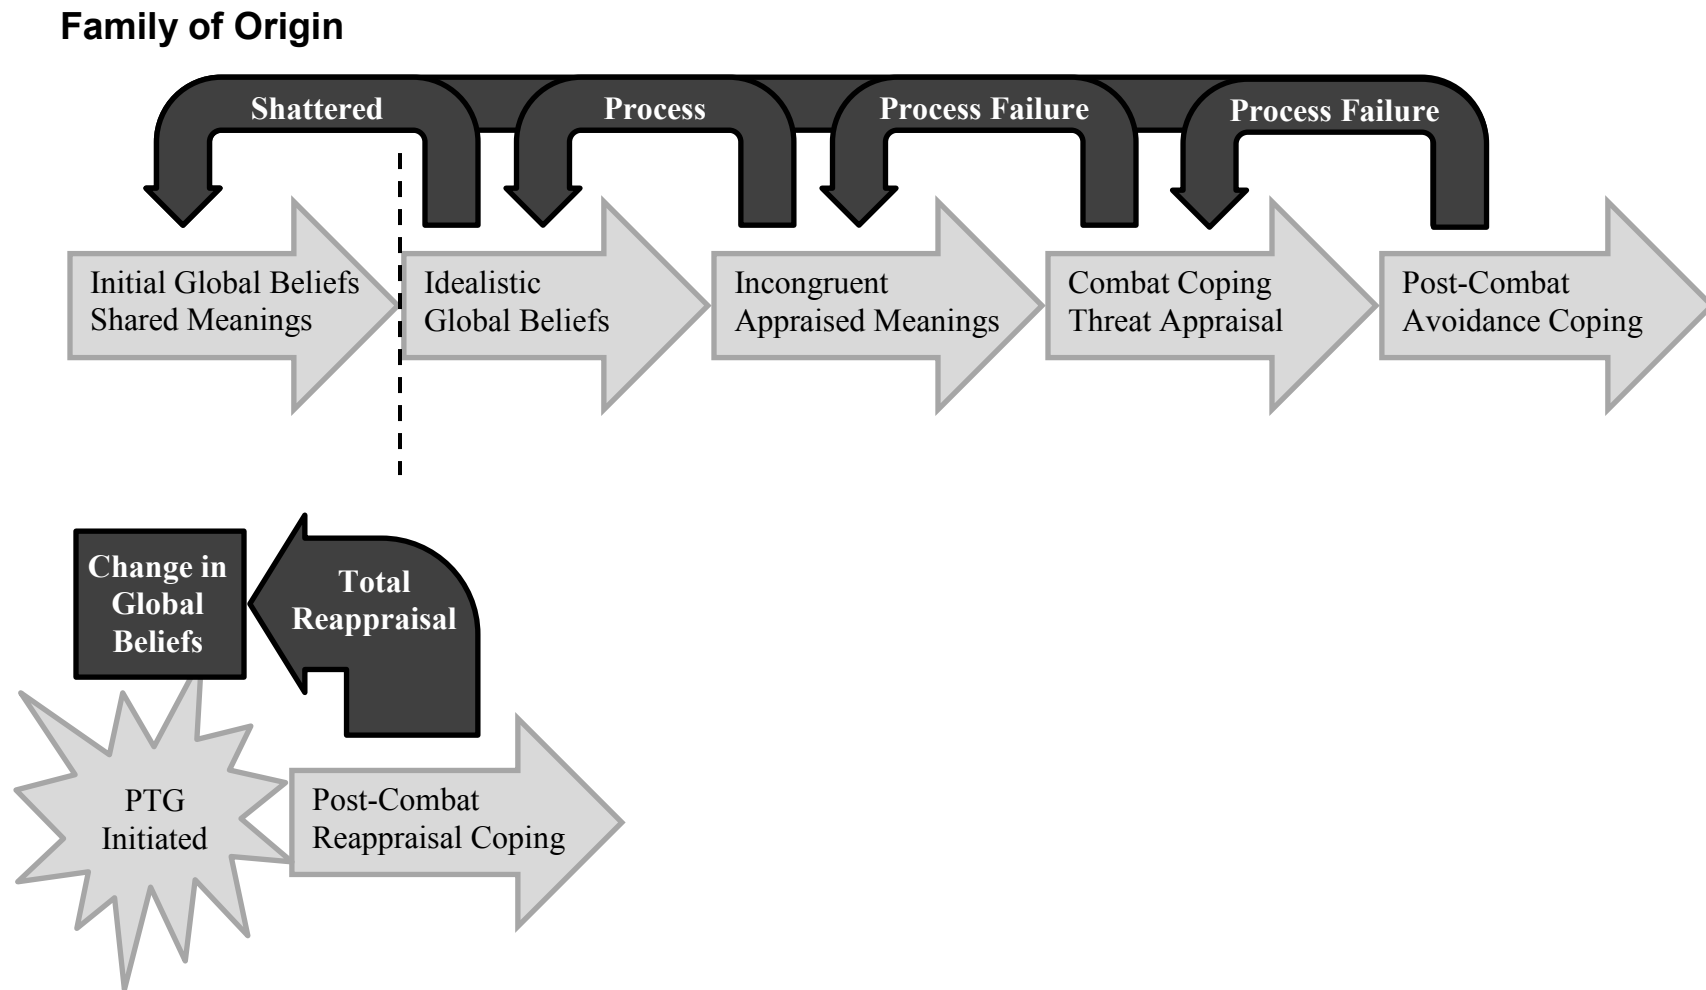 Family of Origin
Shattered
Process
Process Failure
Process Failure
Initial Global Beliefs
Shared Meanings
Idealistic
Global Beliefs
Incongruent
Appraised Meanings
Combat Coping
Threat Appraisal
Post-Combat
Avoidance Coping
Change in
Global
Beliefs
Total
Reappraisal
PTG
Initiated
Post-Combat
Reappraisal Coping